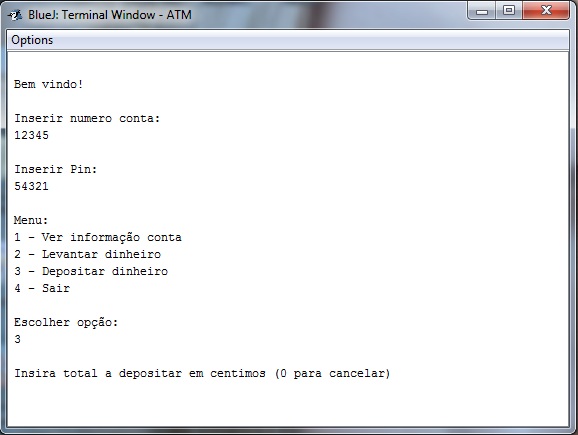 BlueJ: Terminal Window - ATM
Options
Bem vindo!
Inserir numero conta:
12345
Inserir Pin:
54321
Menu:
1 - Ver informação conta
2 - Levantar dinheiro
3 - Depositar dinheiro
4 - Sair
Escolher opção:
3
Insira total a depositar em centimos (0 para cancelar)